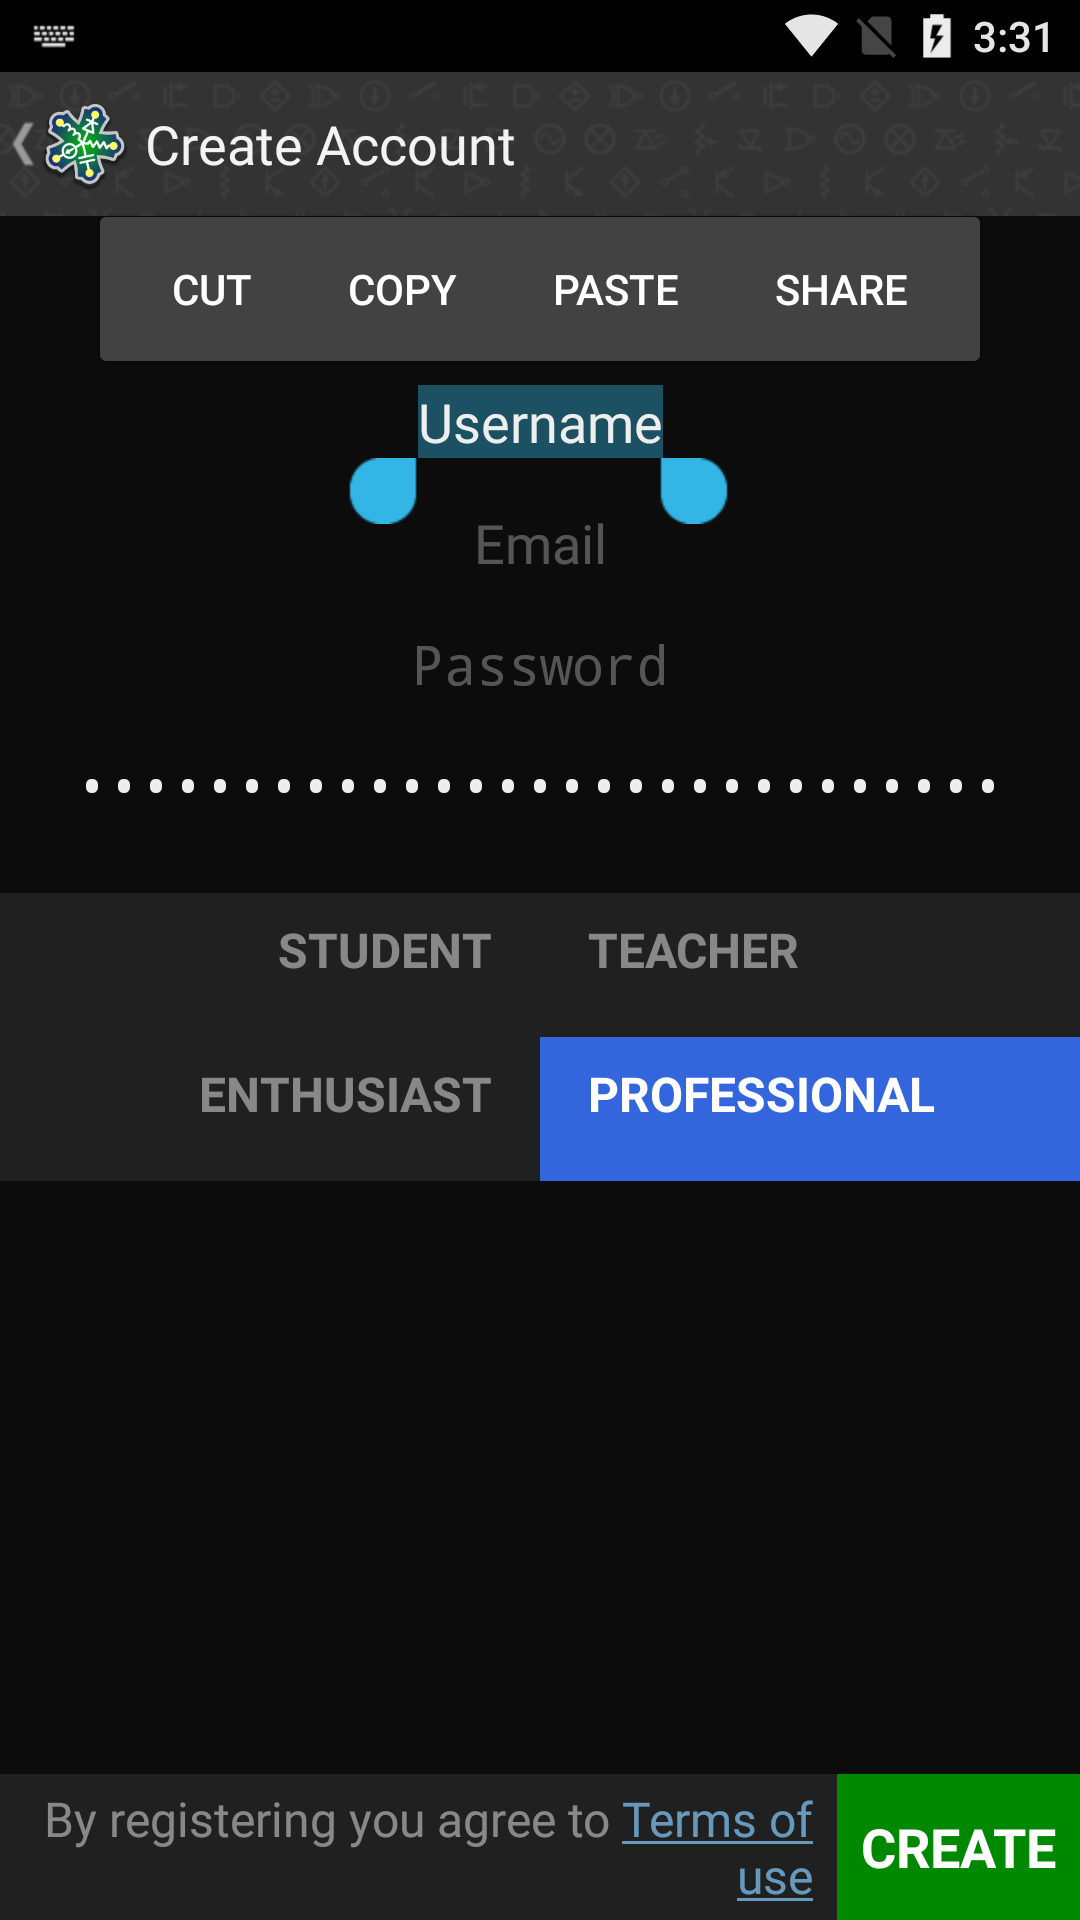 3:31
Create Account
CUT COPY PASTE SHARE
Username
Email
Password
STUDENT TEACHER
ENTHUSIAST PROFESSIONAL
By registering you agree to Terms of
use
CREATE